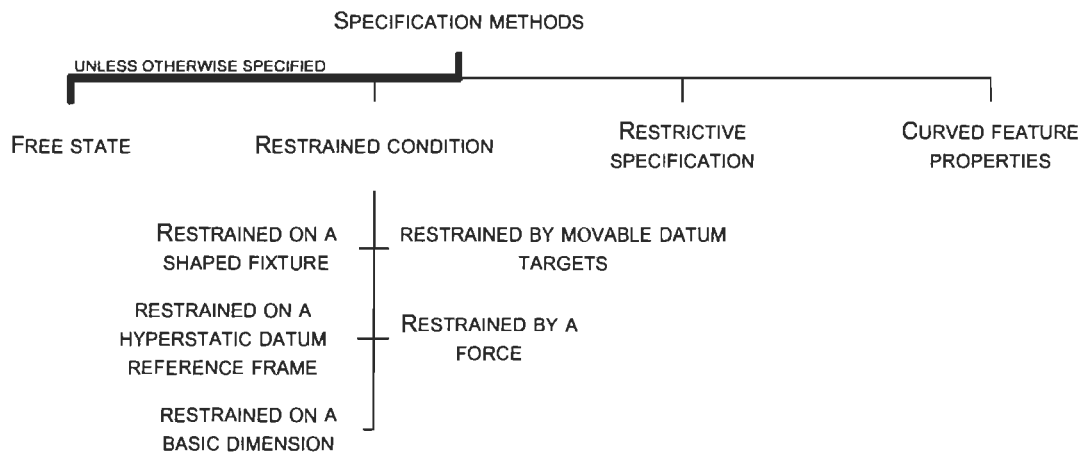 SPECIFICATION METHODS
UNLESS OTHERWISE SPECIFIED
FREE STATE
RESTRAINED CONDITION
RESTRICTIVE
SPECIFICATION
CURVED FEATURE
PROPERTIES
RESTRAINED ON A
SHAPED FIXTURE
RESTRAINED BY MOVABLE DATUM
TARGETS
RESTRAINED ON A
HYPERSTATIC DATUM
REFERENCE FRAME
RESTRAINED BY A
FORCE
RESTRAINED ON A
BASIC DIMENSION